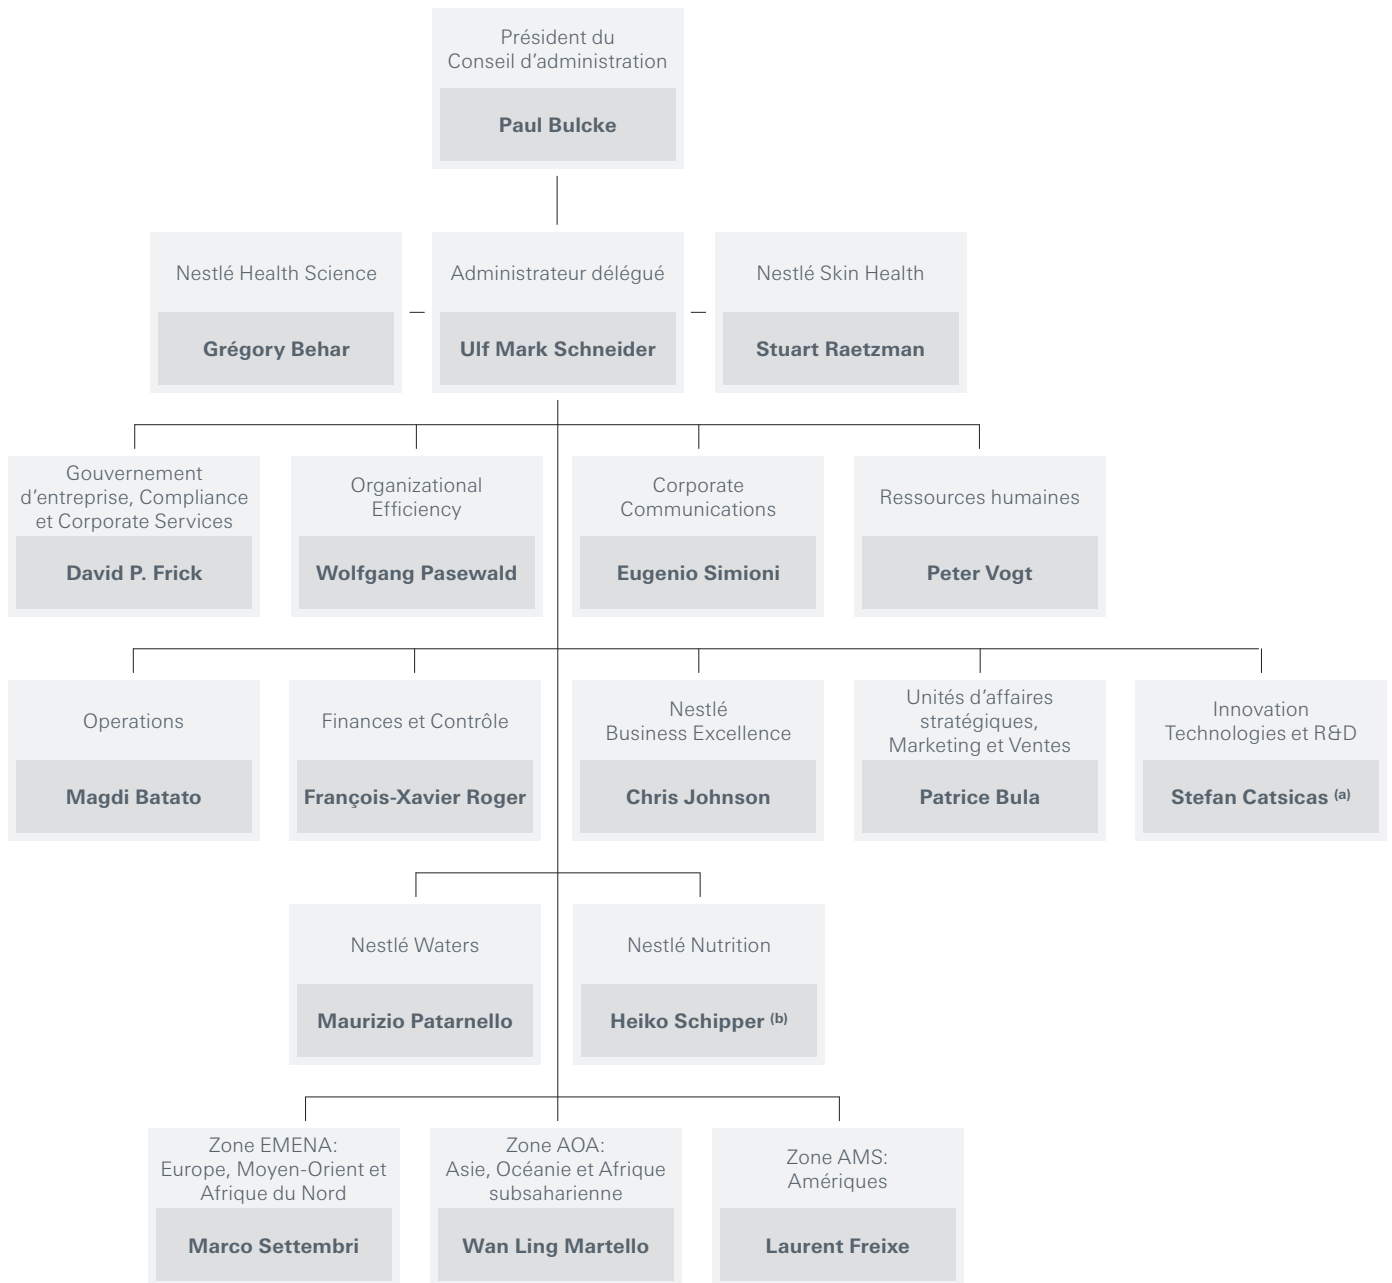 Président du
Conseil d'administration
Paul Bulcke
Nestlé Health Science
Grégory Behar
Administrateur délégué
Ulf Mark Schneider
Nestlé Skin Health
Stuart Raetzman
Gouvernement
d'entreprise, Compliance
et Corporate Services
David P. Frick
Organizational
Efficiency
Wolfgang Pasewald
Corporate
Communications
Eugenio Simioni
Ressources humaines
Peter Vogt
Operations
Magdi Batato
Finances et Contrôle
François-Xavier Roger
Nestlé
Business Excellence
Chris Johnson
Unités d'affaires
stratégiques,
Marketing et Ventes
Patrice Bula
Innovation
Technologies et R&D
Stefan Catsicas (a)
Nestlé Waters
Maurizio Patarnello
Nestlé Nutrition
Heiko Schipper (b)
Zone EMENA:
Europe, Moyen-Orient et
Afrique du Nord
Marco Settembri
Zone AOA:
Asie, Océanie et Afrique
subsaharienne
Wan Ling Martello
Zone AMS:
Amériques
Laurent Freixe